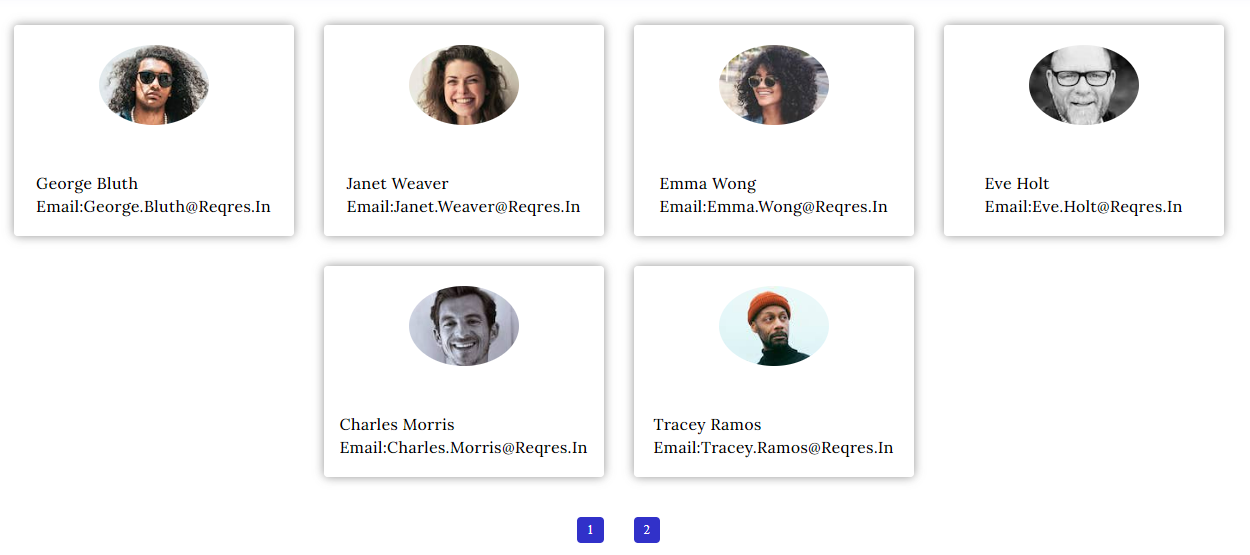 George Bluth
Email:George.Bluth@Reqres.In
Janet Weaver
Email:Janet.Weaver@Reqres.In
Emma Wong
Email:Emma.Wong@Reqres.In
Eve Holt
Email:Eve.Holt@Reqres.In
Charles Morris
Email:Charles.Morris@Reqres.In
Tracey Ramos
Email:Tracey.Ramos@Reqres.In
1
2